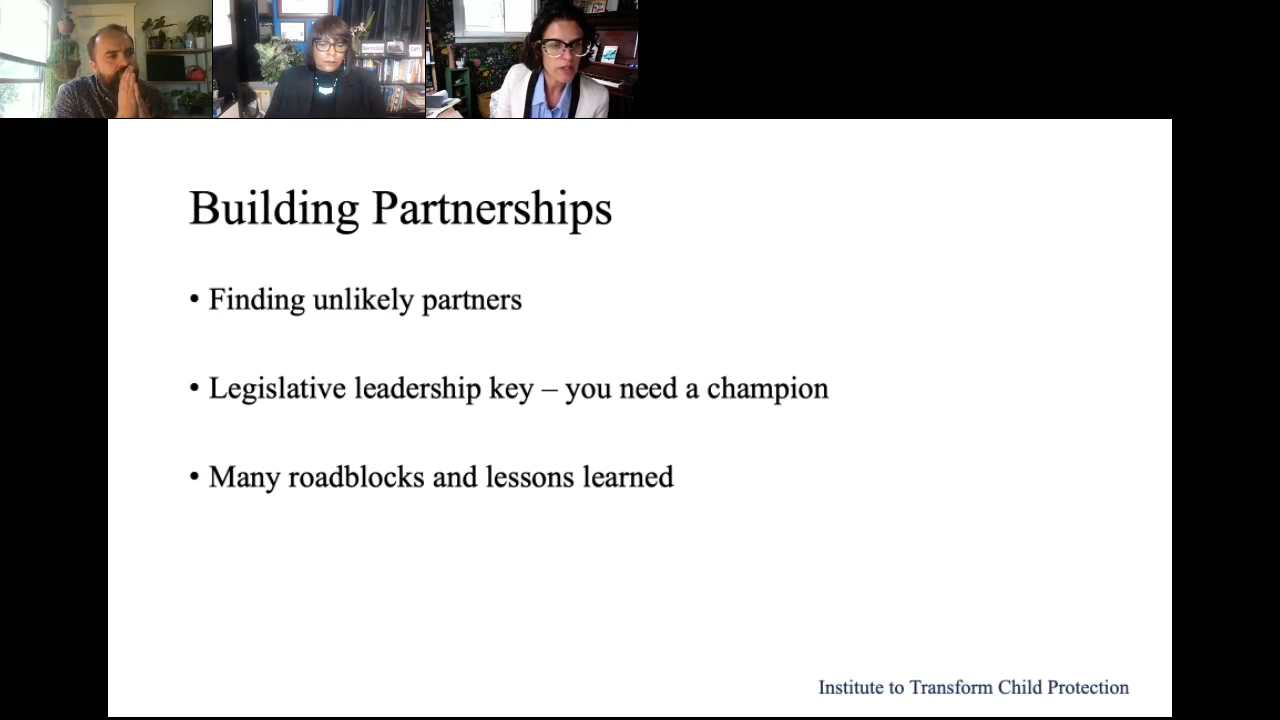 Building Partnerships
• Finding unlikely partners
• Legislative leadership key – you need a champion
• Many roadblocks and lessons learned
Institute to Transform Child Protection